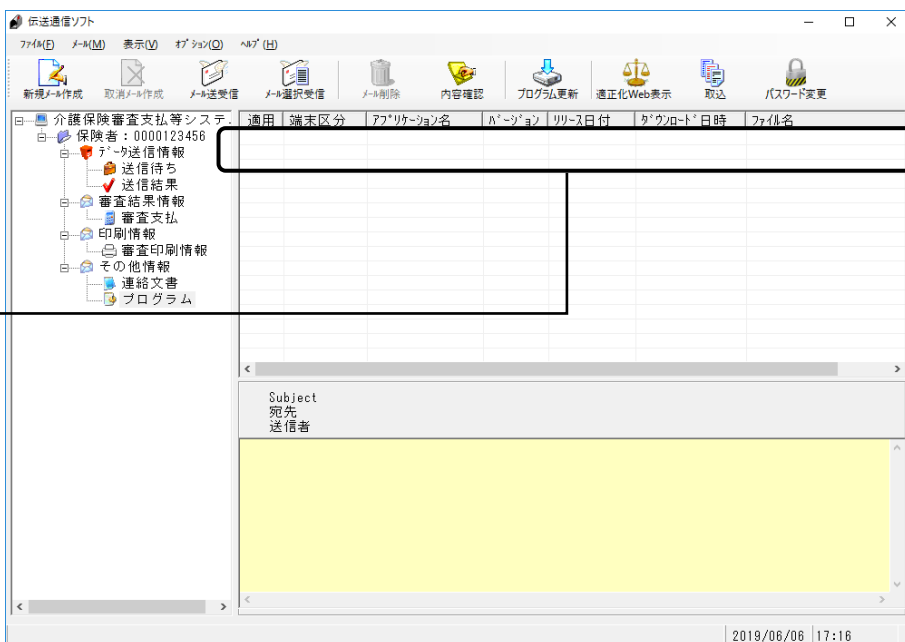 伝送通信ソフト
ﾌｧｲﾙ(F) ﾒｰﾙ(M) 表示(V) ｵﾌﾟｼｮﾝ(O) ﾍﾙﾌﾟ(H)
新規ﾒｰﾙ作成 取消ﾒｰﾙ作成 ﾒｰﾙ送受信 ﾒｰﾙ選択受信 ﾒｰﾙ削除 内容確認 ﾌﾟﾛｸﾞﾗﾑ更新 適正化Web表示 取込 ﾊﾟｽﾜｰﾄﾞ変更
介護保険審査支払等システ.
保険者：0000123456
ﾃﾞｰﾀ送信情報
送信待ち
送信結果
審査結果情報
審査支払
印刷情報
審査印刷情報
その他情報
連絡文書
プログラム
適用 端末区分 ｱﾌﾟﾘｹｰｼｮﾝ名 ﾊﾞｰｼﾞｮﾝ ﾘﾘｰｽ日付 ﾀﾞｳﾝﾛｰﾄﾞ日時 ﾌｧｲﾙ名
Subject
宛先
送信者
2019/06/06 17:16